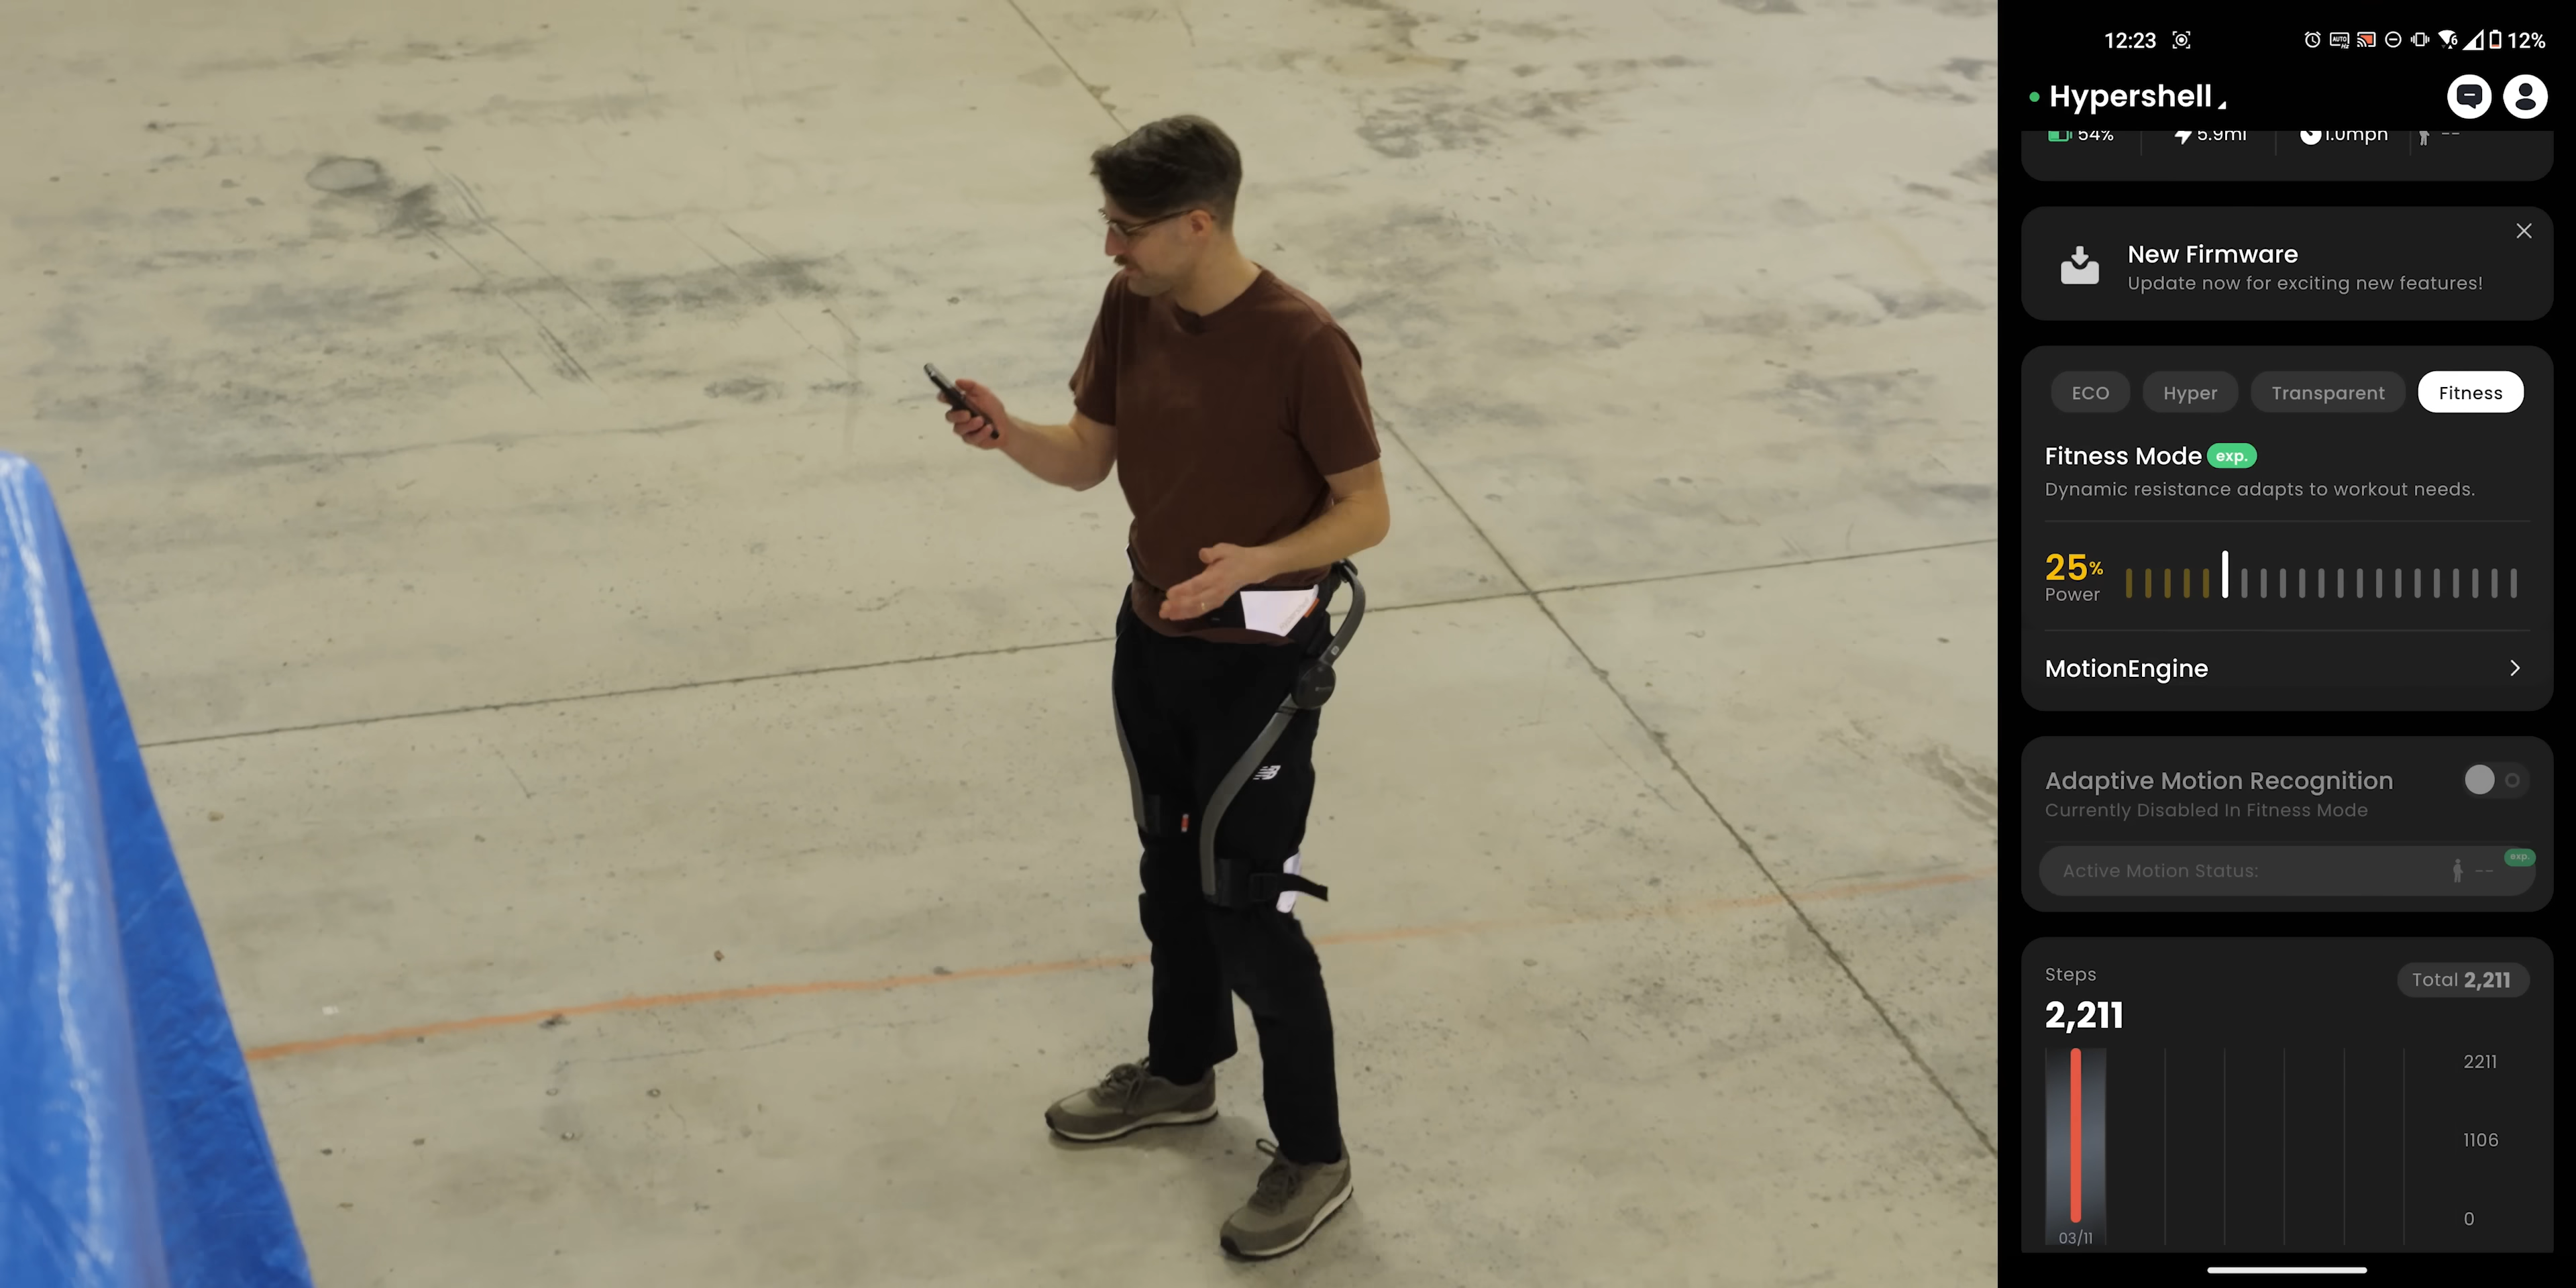 12:23
12%
Hypershell
54%
5.9mi
1.0mph
--
New Firmware
Update now for exciting new features!
ECO
Hyper
Transparent
Fitness
Fitness Mode exp.
Dynamic resistance adapts to workout needs.
25%
Power
MotionEngine
Adaptive Motion Recognition
Currently Disabled In Fitness Mode
exp.
Active Motion Status:
--
Steps
Total 2,211
2,211
2211
1106
0
03/11
NB